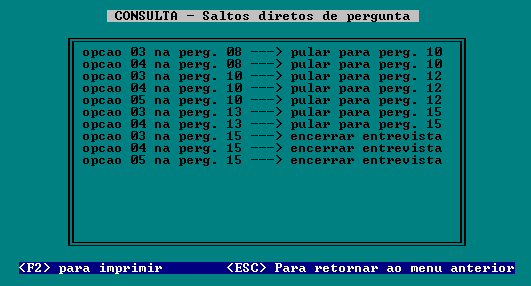 CONSULTA - Saltos diretos de pergunta
opcao 03 na perg. 08 ---> pular para perg. 10
opcao 04 na perg. 08 ---> pular para perg. 10
opcao 03 na perg. 10 ---> pular para perg. 12
opcao 04 na perg. 10 ---> pular para perg. 12
opcao 05 na perg. 10 ---> pular para perg. 12
opcao 03 na perg. 13 ---> pular para perg. 15
opcao 04 na perg. 13 ---> pular para perg. 15
opcao 03 na perg. 15 ---> encerrar entrevista
opcao 04 na perg. 15 ---> encerrar entrevista
opcao 05 na perg. 15 ---> encerrar entrevista
<F2> para imprimir <ESC> Para retornar ao menu anterior